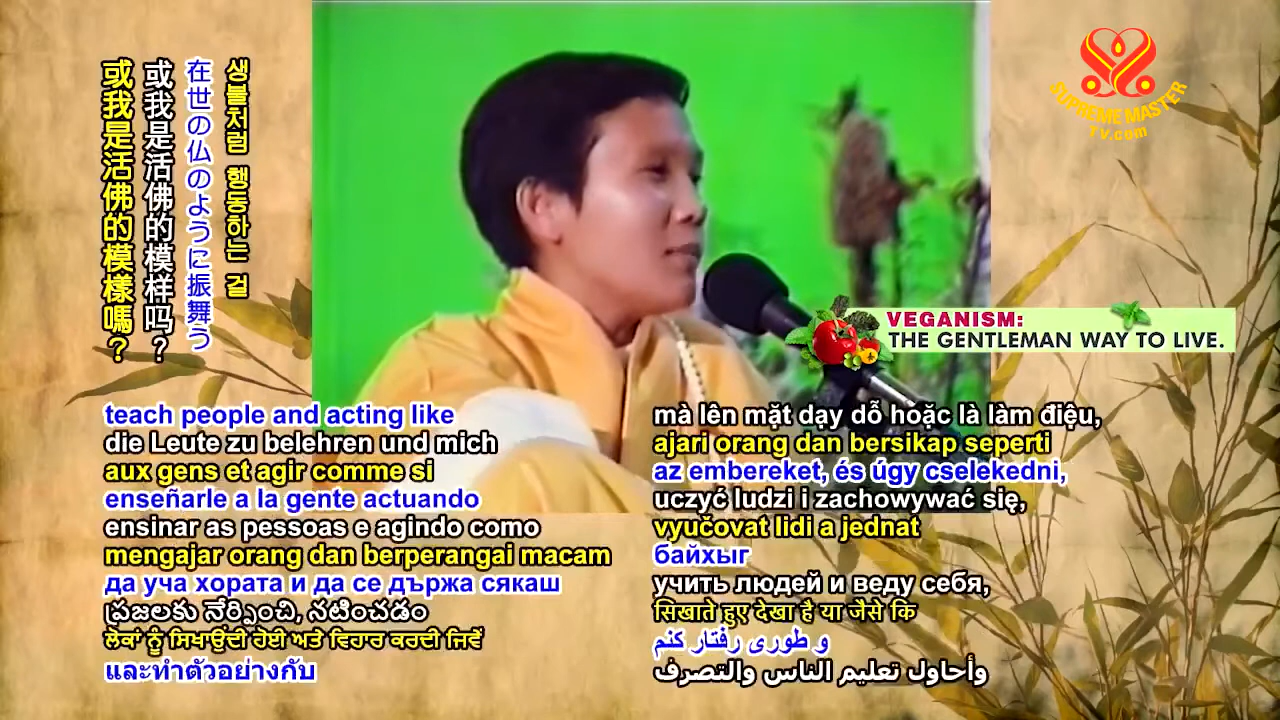 생불처럼 행동하는 걸
在世の仏のように振舞う
或我是活佛的模样吗？
或我是活佛的模樣嗎？
SUPREME MASTER
TV.com
VEGANISM:
THE GENTLEMAN WAY TO LIVE.
teach people and acting like
die Leute zu belehren und mich
aux gens et agir comme si
enseñarle a la gente actuando
ensinar as pessoas e agindo como
mengajar orang dan berperangai macam
да уча хората и да се държа сякаш
ప్రజలకు నేర్పించి, నటించడం
ਲੋਕਾਂ ਨੂੰ ਸਿਖਾਉਂਦੀ ਹੋਈ ਅਤੇ ਵਿਹਾਰ ਕਰਦੀ ਜਿਵੇਂ
และทำตัวอย่างกับ
mà lên mặt dạy dỗ hoặc là làm điệu,
ajari orang dan bersikap seperti
az embereket, és úgy cselekedni,
uczyć ludzi i zachowywać się,
vyučovat lidi a jednat
байхыг
учить людей и веду себя,
सिखाते हुए देखा है या जैसे कि
و طوری رفتار کنم
وأحاول تعليم الناس والتصرف